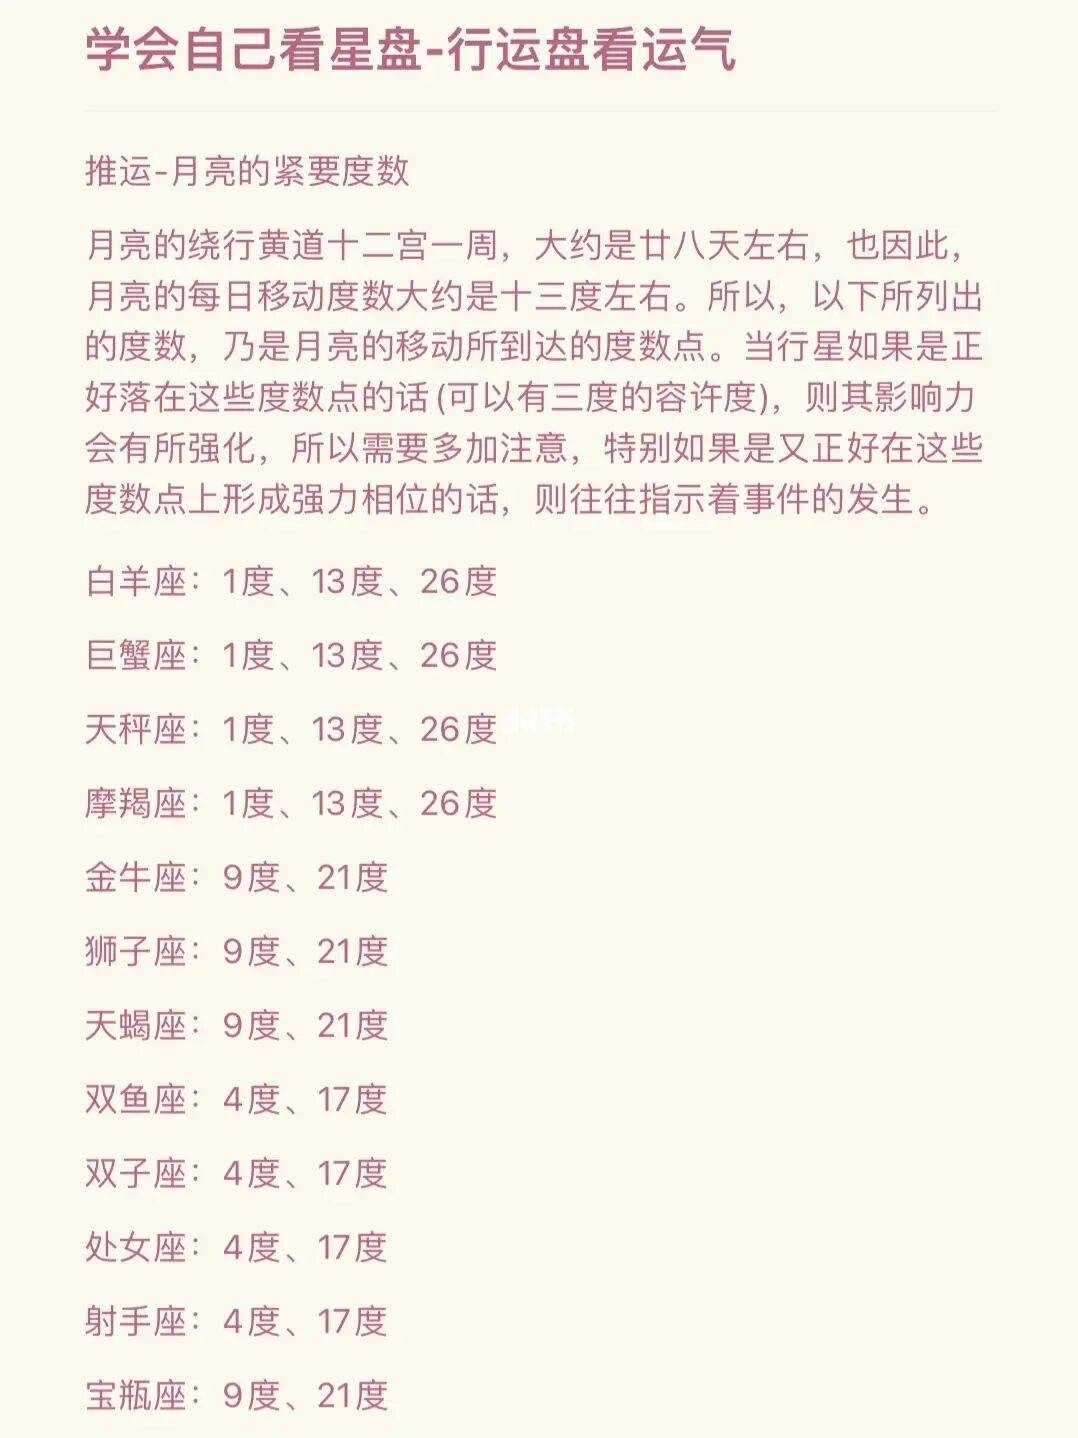 学会自己看星盘-行运盘看运气
推运-月亮的紧要度数
月亮的绕行黄道十二宫一周，大约是廿八天左右，也因此，
月亮的每日移动度数大约是十三度左右。所以，以下所列出
的度数，乃是月亮的移动所到达的度数点。当行星如果是正
好落在这些度数点的话(可以有三度的容许度)，则其影响力
会有所强化，所以需要多加注意，特别如果是又正好在这些
度数点上形成强力相位的话，则往往指示着事件的发生。
白羊座：1度、13度、26度
巨蟹座：1度、13度、26度
天秤座：1度、13度、26度
摩羯座：1度、13度、26度
金牛座：9度、21度
狮子座：9度、21度
天蝎座：9度、21度
双鱼座：4度、17度
双子座：4度、17度
处女座：4度、17度
射手座：4度、17度
宝瓶座：9度、21度